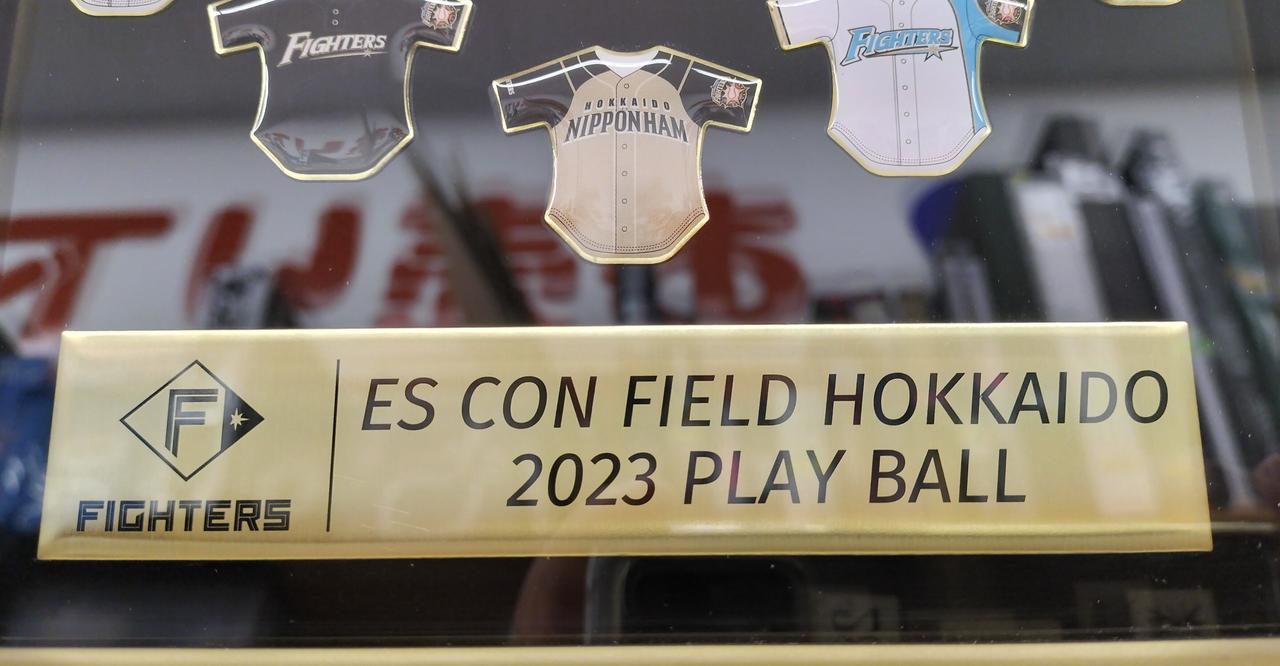 FIGHTERS
FIGHTERS
HOKKAIDO
NIPPONHAM
F
FIGHTERS
ES CON FIELD HOKKAIDO
2023 PLAY BALL